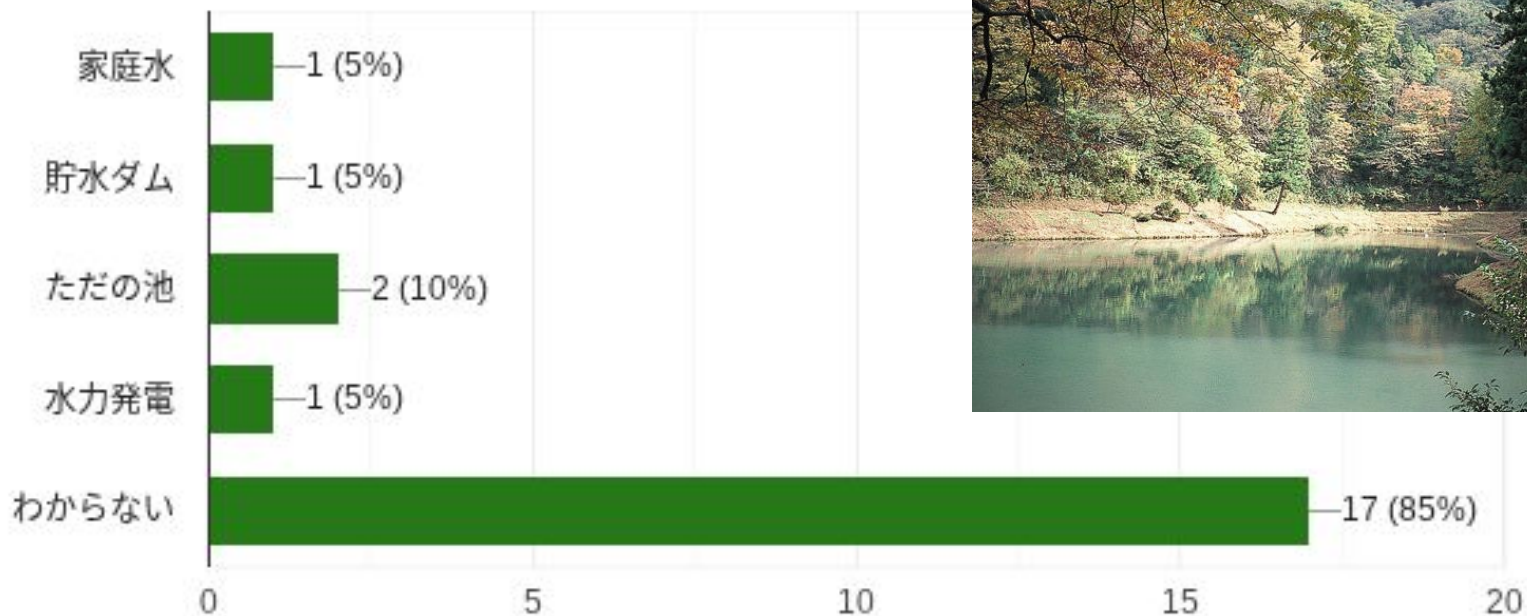 家庭水 1 (5%)
貯水ダム 1 (5%)
ただの池 2 (10%)
水力発電 1 (5%)
わからない 17 (85%)
0 5 10 15 20